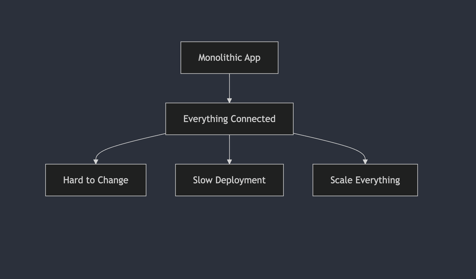 Monolithic App
Everything Connected
Hard to Change
Slow Deployment
Scale Everything